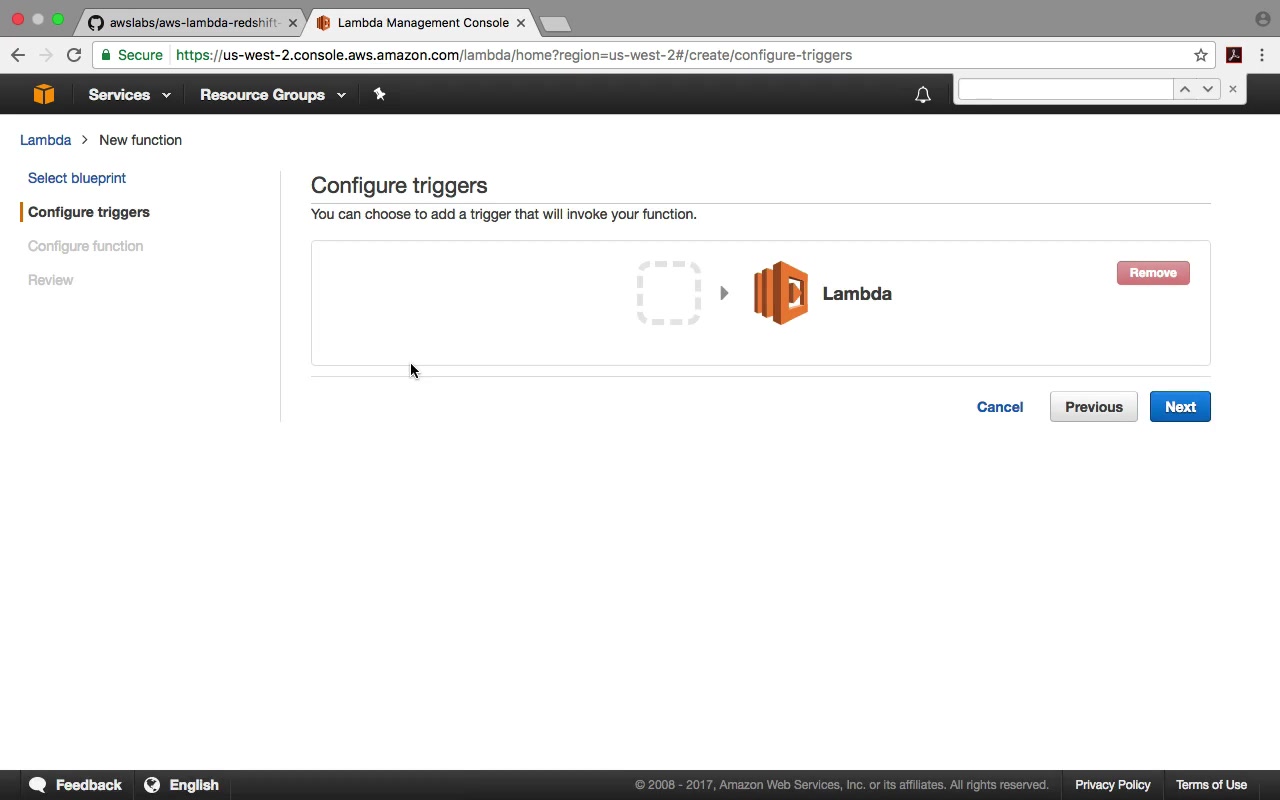 awslabs/aws-lambda-redshift-
Lambda Management Console
Secure
https://us-west-2.console.aws.amazon.com/lambda/home?region=us-west-2#/create/configure-triggers
Services
Resource Groups
Lambda > New function
Select blueprint
Configure triggers
Configure function
Review
Configure triggers
You can choose to add a trigger that will invoke your function.
Lambda
Remove
Cancel
Previous
Next
Feedback
English
© 2008 - 2017, Amazon Web Services, Inc. or its affiliates. All rights reserved.
Privacy Policy
Terms of Use